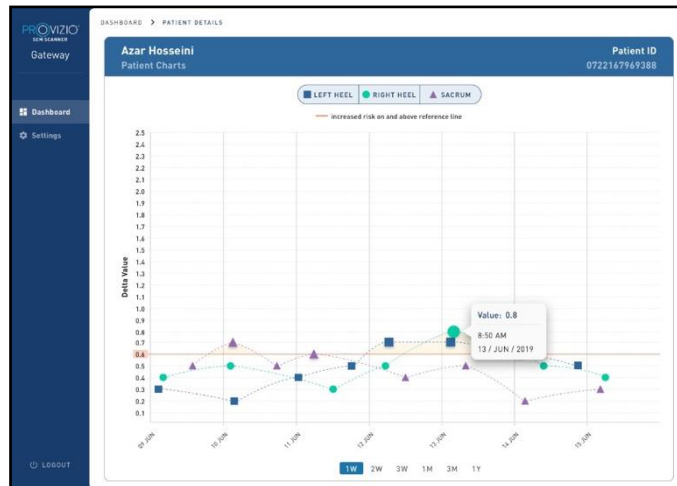 PROVIZIO
SEM SCANNER
Gateway
Dashboard
Settings
LOGOUT
DASHBOARD > PATIENT DETAILS
Azar Hosseini
Patient ID
Patient Charts
0722167969388
LEFT HEEL
RIGHT HEEL
SACRUM
increased risk on and above reference line
Delta Value
2.5
2.4
2.3
2.2
2.1
2.0
1.9
1.8
1.7
1.6
1.5
1.4
1.3
1.2
1.1
1.0
0.9
0.8
0.7
0.6
0.5
0.4
0.3
0.2
0.1
Value: 0.8
8:50 AM
13 / JUN / 2019
09 JUN
10 JUN
11 JUN
12 JUN
13 JUN
14 JUN
15 JUN
1W 2W 3W 1M 3M 1Y